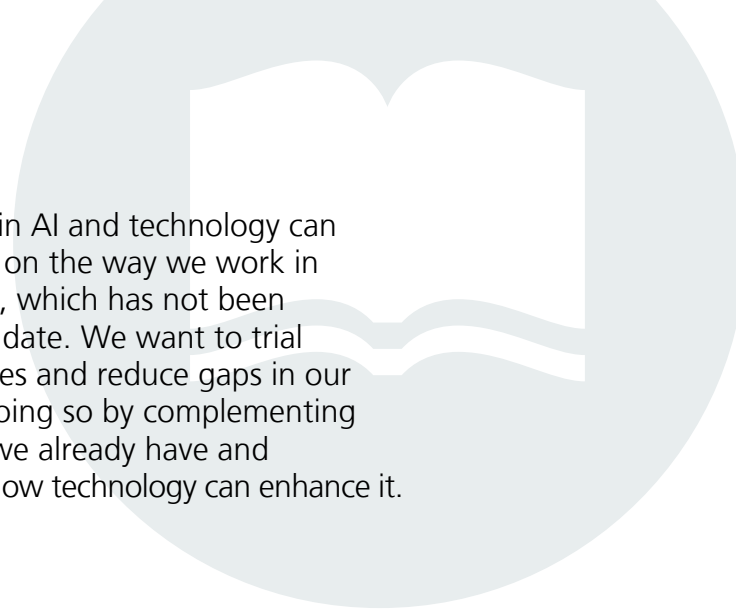 in AI and technology can
on the way we work in
, which has not been
date. We want to trial
es and reduce gaps in our
oing so by complementing
we already have and
ow technology can enhance it.